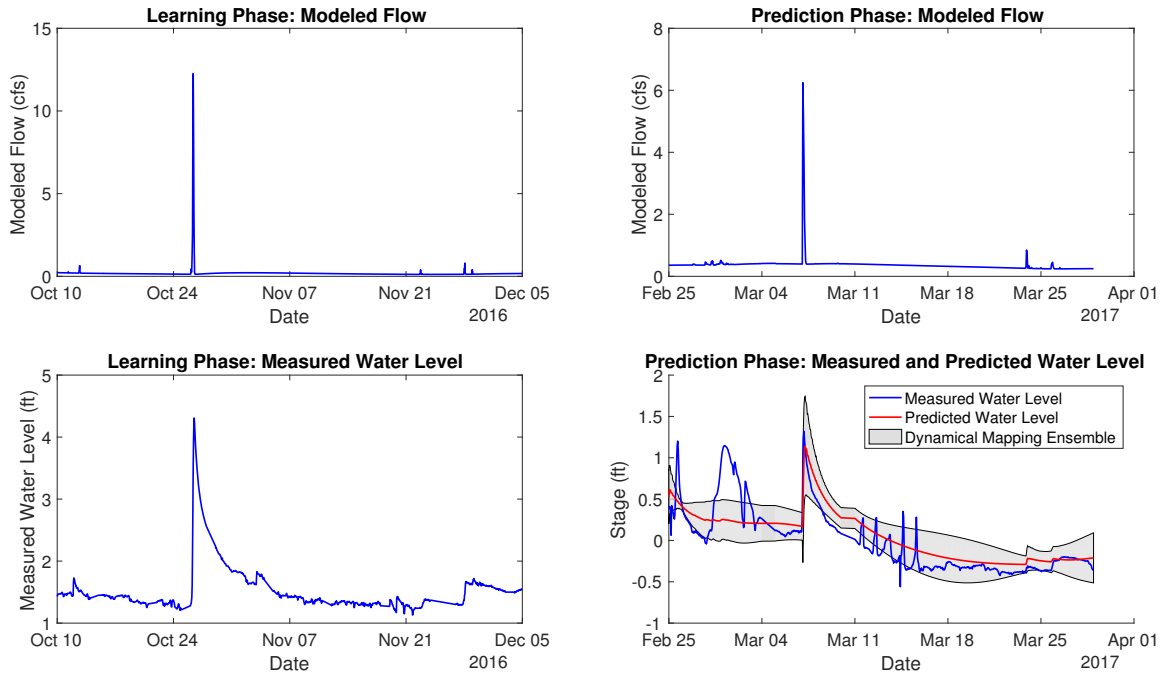 Learning Phase: Modeled Flow
15
10
5
0
Modeled Flow (cfs)
Oct 10 Oct 24 Nov 07 Nov 21 Dec 05
Date 2016
Prediction Phase: Modeled Flow
8
6
4
2
0
Modeled Flow (cfs)
Feb 25 Mar 04 Mar 11 Mar 18 Mar 25 Apr 01
Date 2017
Learning Phase: Measured Water Level
5
4
3
2
1
Measured Water Level (ft)
Oct 10 Oct 24 Nov 07 Nov 21 Dec 05
Date 2016
Prediction Phase: Measured and Predicted Water Level
2
1.5
1
0.5
0
-0.5
-1
Stage (ft)
Measured Water Level
Predicted Water Level
Dynamical Mapping Ensemble
Feb 25 Mar 04 Mar 11 Mar 18 Mar 25 Apr 01
Date 2017